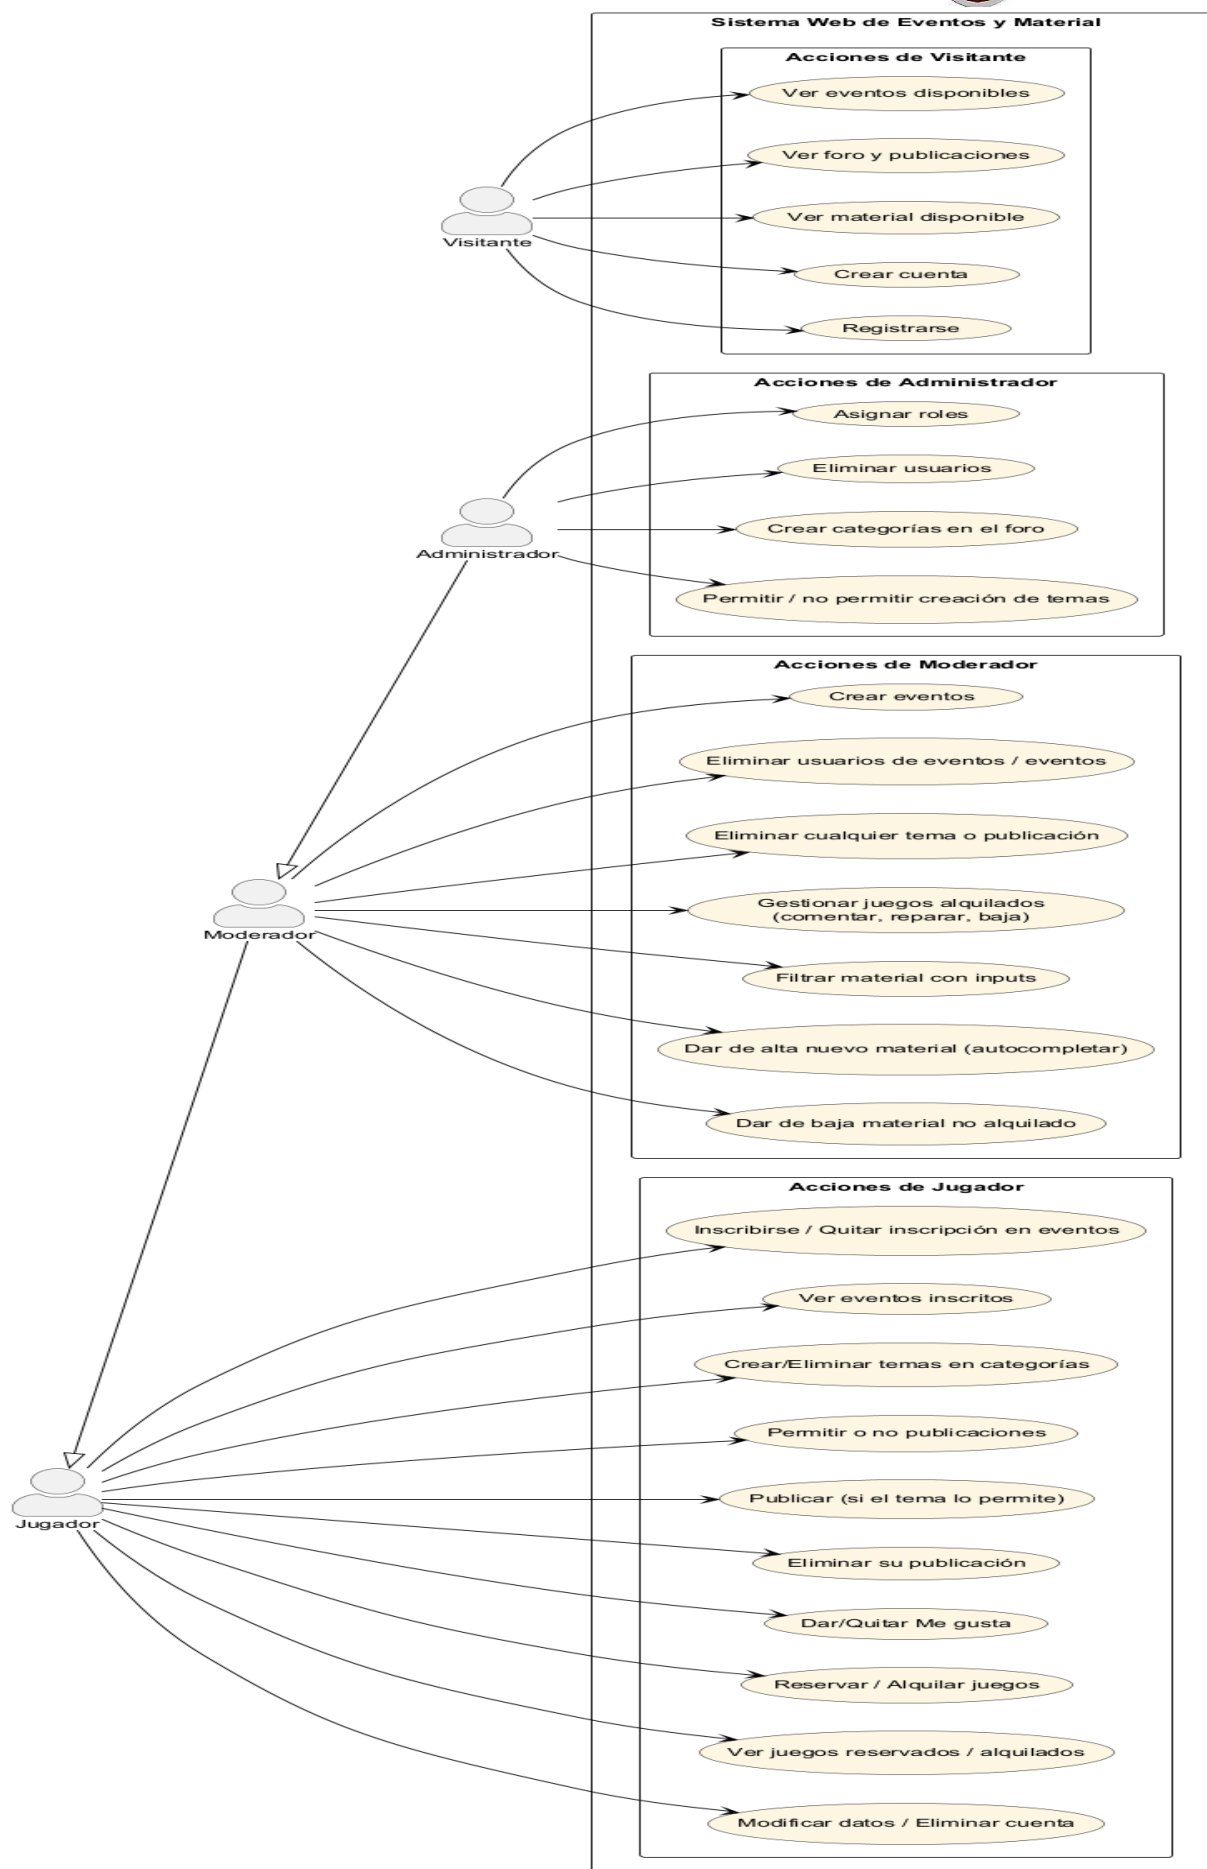 Sistema Web de Eventos y Material
Acciones de Visitante
Ver eventos disponibles
Ver foro y publicaciones
Ver material disponible
Visitante
Crear cuenta
Registrarse
Acciones de Administrador
Asignar roles
Eliminar usuarios
Crear categorías en el foro
Administrador
Permitir / no permitir creación de temas
Acciones de Moderador
Crear eventos
Eliminar usuarios de eventos / eventos
Eliminar cualquier tema o publicación
Gestionar juegos alquilados
(comentar, reparar, baja)
Moderador
Filtrar material con inputs
Dar de alta nuevo material (autocompletar)
Dar de baja material no alquilado
Acciones de Jugador
Inscribirse / Quitar inscripción en eventos
Ver eventos inscritos
Crear/Eliminar temas en categorías
Permitir o no publicaciones
Publicar (si el tema lo permite)
Jugador
Eliminar su publicación
Dar/Quitar Me gusta
Reservar / Alquilar juegos
Ver juegos reservados / alquilados
Modificar datos / Eliminar cuenta